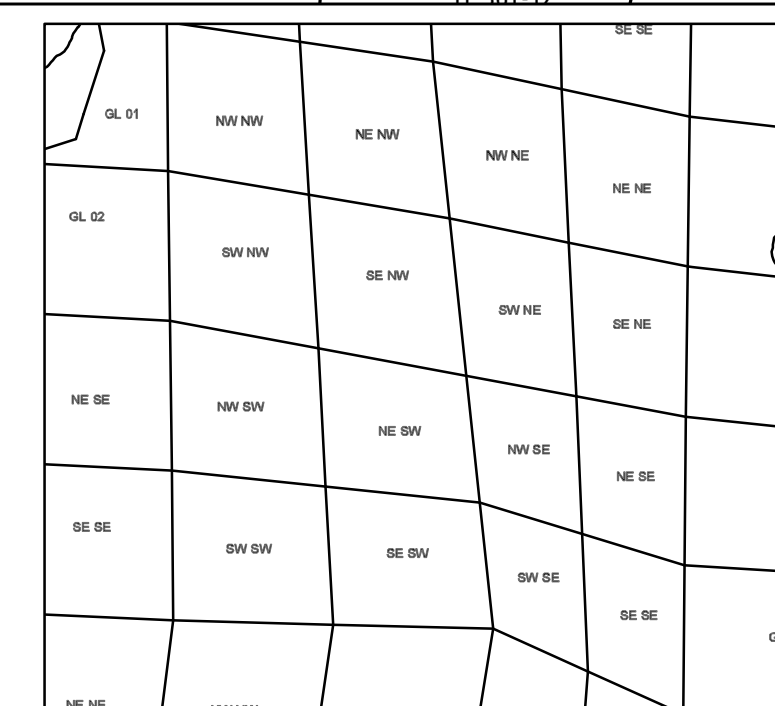 SE SE
GL 01
NW NW
NE NW
NW NE
NE NE
GL 02
SW NW
SE NW
SW NE
SE NE
NE SE
NW SW
NE SW
NW SE
NE SE
SE SE
SW SW
SE SW
SW SE
SE SE
NE NE